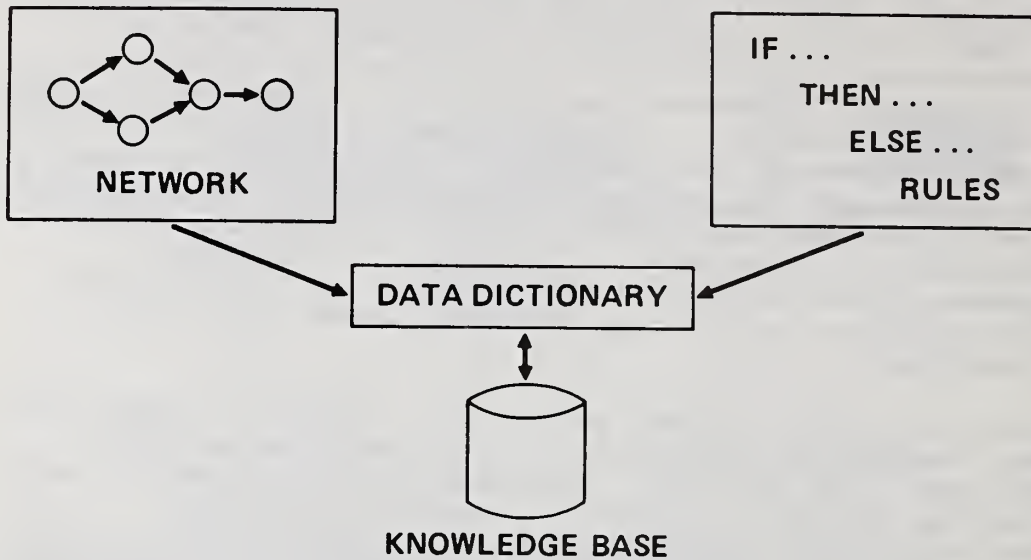 NETWORK
IF ...
THEN ...
ELSE ...
RULES
DATA DICTIONARY
KNOWLEDGE BASE